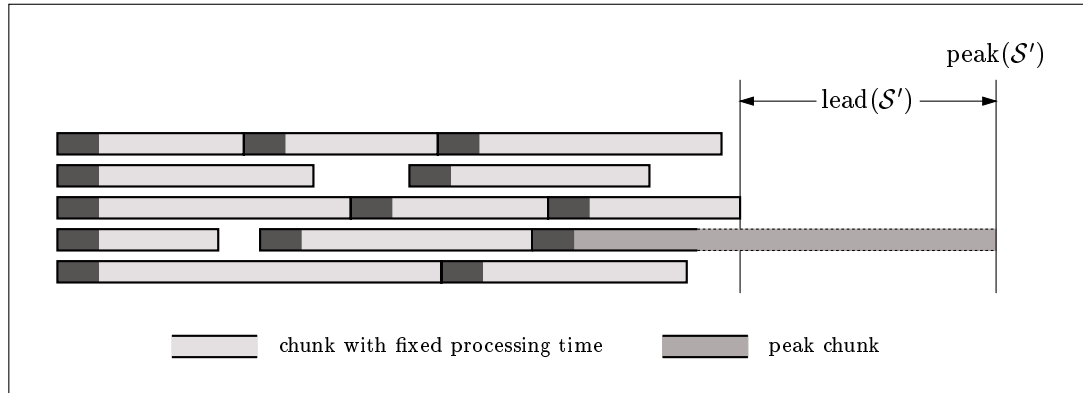 peak(𝒮′)
lead(𝒮′)
chunk with fixed processing time
peak chunk